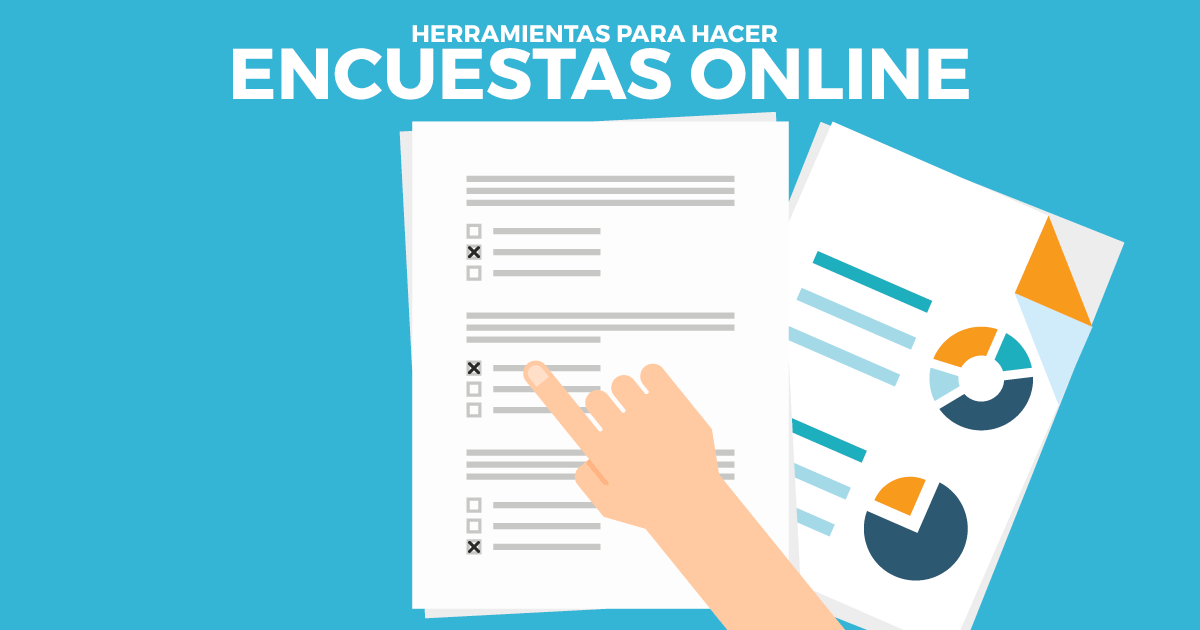 HERRAMIENTAS PARA HACER
ENCUESTAS ONLINE